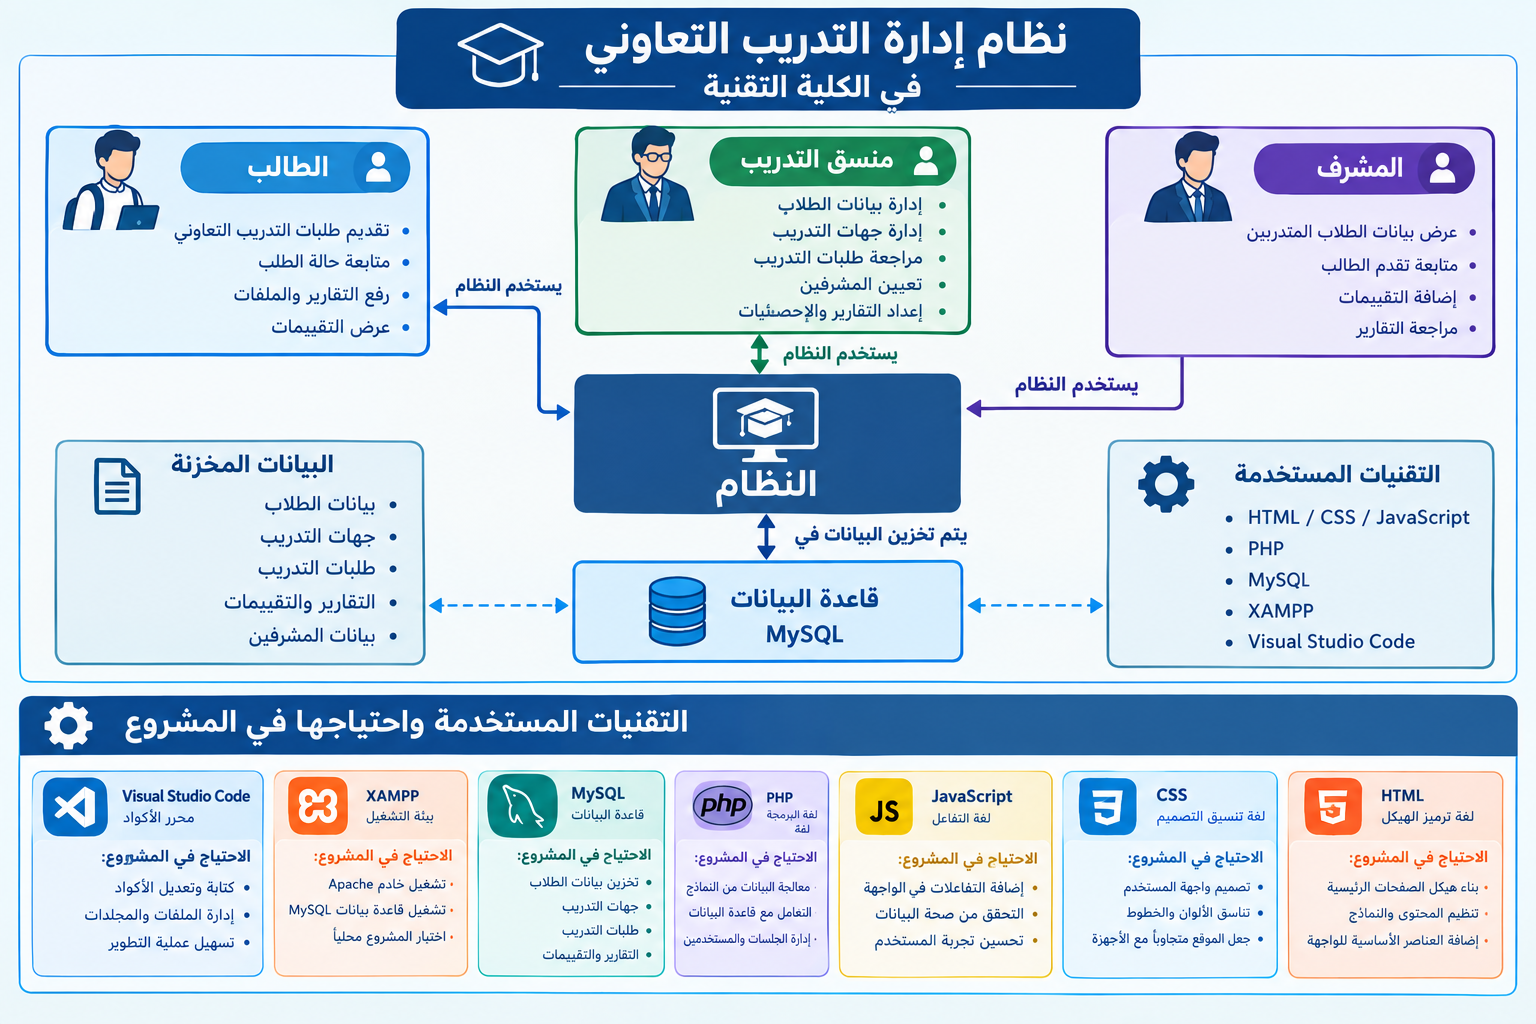 نظام إدارة التدريب التعاوني
في الكلية التقنية
المشرف
عرض بيانات الطلاب المتدربين
متابعة تقدم الطالب
إضافة التقييمات
مراجعة التقارير
منسق التدريب
إدارة بيانات الطلاب
إدارة جهات التدريب
مراجعة طلبات التدريب
تعيين المشرفين
إعداد التقارير والإحصئيات
الطالب
تقديم طلبات التدريب التعاوني
متابعة حالة الطلب
رفع التقارير والملفات
عرض التقييمات
يستخدم النظام
يستخدم النظام
يستخدم النظام
النظام
يتم تخزين البيانات في
قاعدة البيانات
MySQL
التقنيات المستخدمة
HTML / CSS / JavaScript
PHP
MySQL
XAMPP
Visual Studio Code
البيانات المخزنة
بيانات الطلاب
جهات التدريب
طلبات التدريب
التقارير والتقييمات
بيانات المشرفين
التقنيات المستخدمة واحتياجها في المشروع
HTML
لغة ترميز الهيكل
الاحتياج في المشروع:
بناء هيكل الصفحات الرئيسية
تنظيم المحتوى والنماذج
إضافة العناصر الأساسية للواجهة
CSS
لغة تنسيق التصميم
الاحتياج في المشروع:
تصميم واجهة المستخدم
تناسق الألوان والخطوط
جعل الموقع متجاوباً مع الأجهزة
JS
JavaScript
لغة التفاعل
الاحتياج في المشروع:
إضافة التفاعلات في الواجهة
التحقق من صحة البيانات
تحسين تجربة المستخدم
php
PHP
لغة البرمجة
لغة
الاحتياج في المشروع:
معالجة البيانات من النماذج
التعامل مع قاعدة البيانات
إدارة الجلسات والمستخدمين
MySQL
قاعدة البيانات
الاحتياج في المشروع:
تخزين بيانات الطلاب
جهات التدريب
طلبات التدريب
التقارير والتقييمات
XAMPP
بيئة التشغيل
الاحتياج في المشروع:
تشغيل خادم Apache
تشغيل قاعدة بيانات MySQL
اختبار المشروع محلياً
Visual Studio Code
محرر الأكواد
الاحتياج في المشروع:
كتابة وتعديل الأكواد
إدارة الملفات والمجلدات
تسهيل عملية التطوير